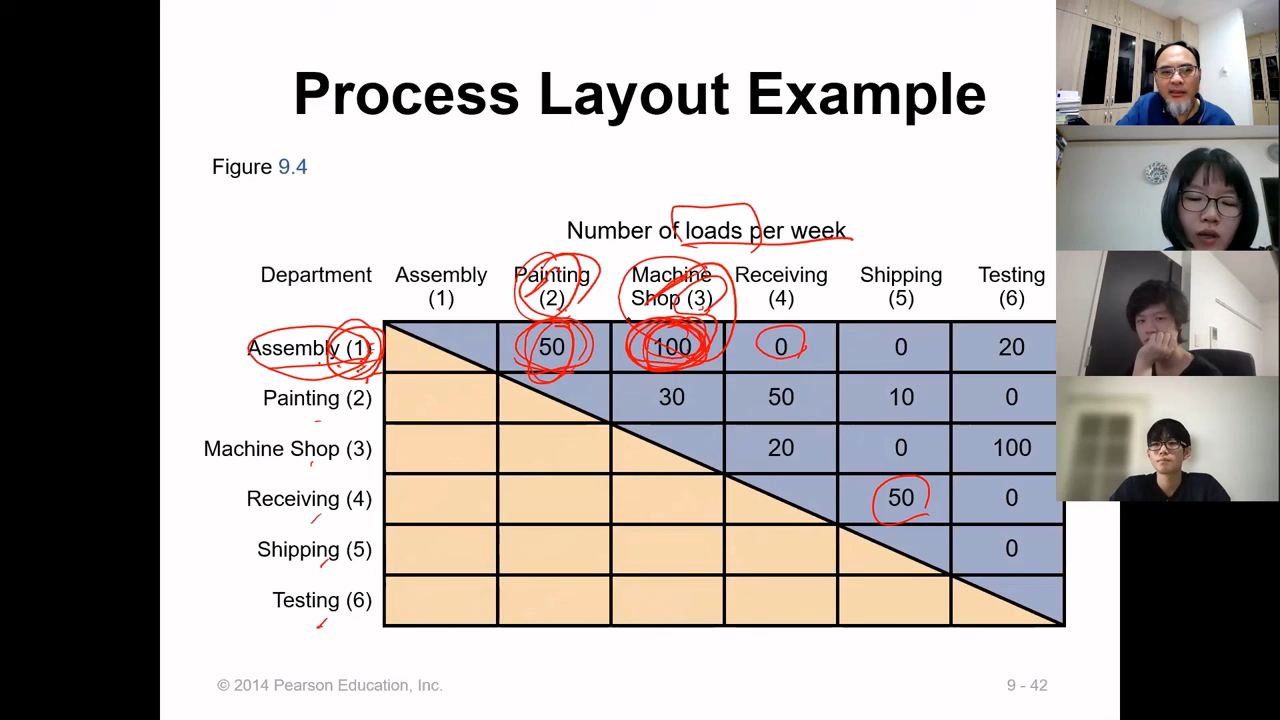 Process Layout Example
Figure 9.4
Number of loads per week
Department Assembly (1) Painting (2) Machine Shop (3) Receiving (4) Shipping (5) Testing (6)
Assembly (1) 50 100 0 0 20
Painting (2) 30 50 10 0
Machine Shop (3) 20 0 100
Receiving (4) 50 0
Shipping (5) 0
Testing (6)
© 2014 Pearson Education, Inc. 9 - 42